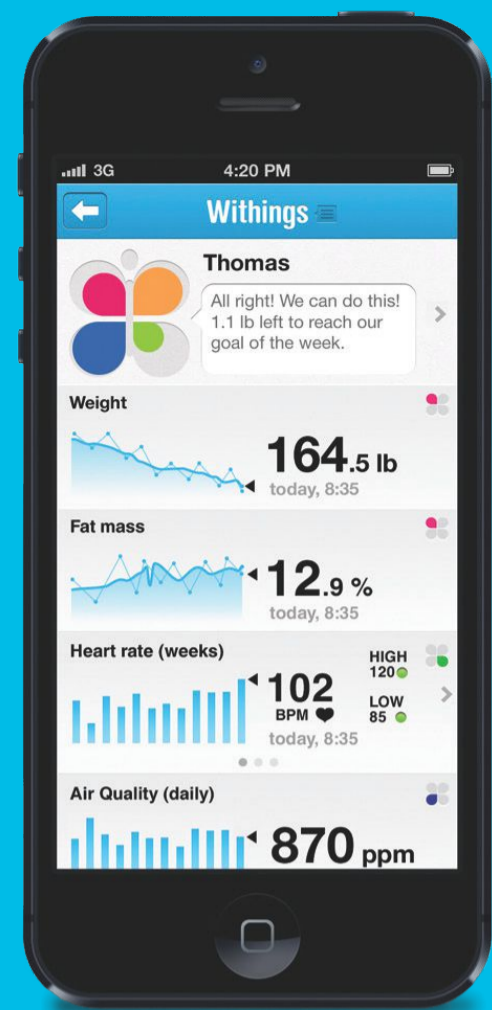 3G 4:20 PM
Withings
Thomas
All right! We can do this!
1.1 lb left to reach our
goal of the week.
Weight
164.5 lb
today, 8:35
Fat mass
12.9 %
today, 8:35
Heart rate (weeks)
HIGH
120
102
BPM
LOW
85
today, 8:35
Air Quality (daily)
870 ppm